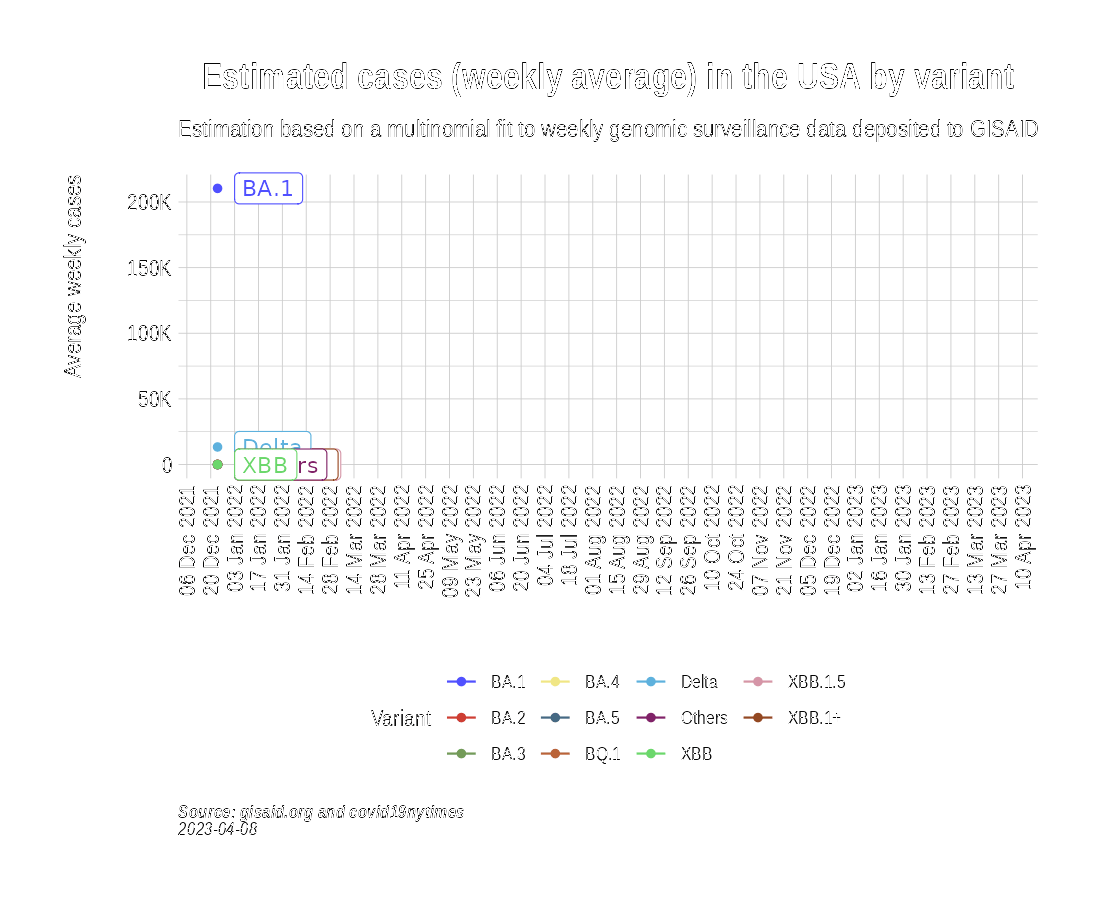 Estimated cases (weekly average) in the USA by variant
Estimation based on a multinomial fit to weekly genomic surveillance data deposited to GISAID
Average weekly cases
200K
150K
100K
50K
0
BA.1
Delta
XBB
rs
06 Dec 2021
20 Dec 2021
03 Jan 2022
17 Jan 2022
31 Jan 2022
14 Feb 2022
28 Feb 2022
14 Mar 2022
28 Mar 2022
11 Apr 2022
25 Apr 2022
09 May 2022
23 May 2022
06 Jun 2022
20 Jun 2022
04 Jul 2022
18 Jul 2022
01 Aug 2022
15 Aug 2022
29 Aug 2022
12 Sep 2022
26 Sep 2022
10 Oct 2022
24 Oct 2022
07 Nov 2022
21 Nov 2022
05 Dec 2022
19 Dec 2022
02 Jan 2023
16 Jan 2023
30 Jan 2023
13 Feb 2023
27 Feb 2023
13 Mar 2023
27 Mar 2023
10 Apr 2023
Variant
BA.1
BA.2
BA.3
BA.4
BA.5
BQ.1
Delta
Others
XBB
XBB.1.5
XBB.1+
Source: gisaid.org and covid19nytimes
2023-04-08